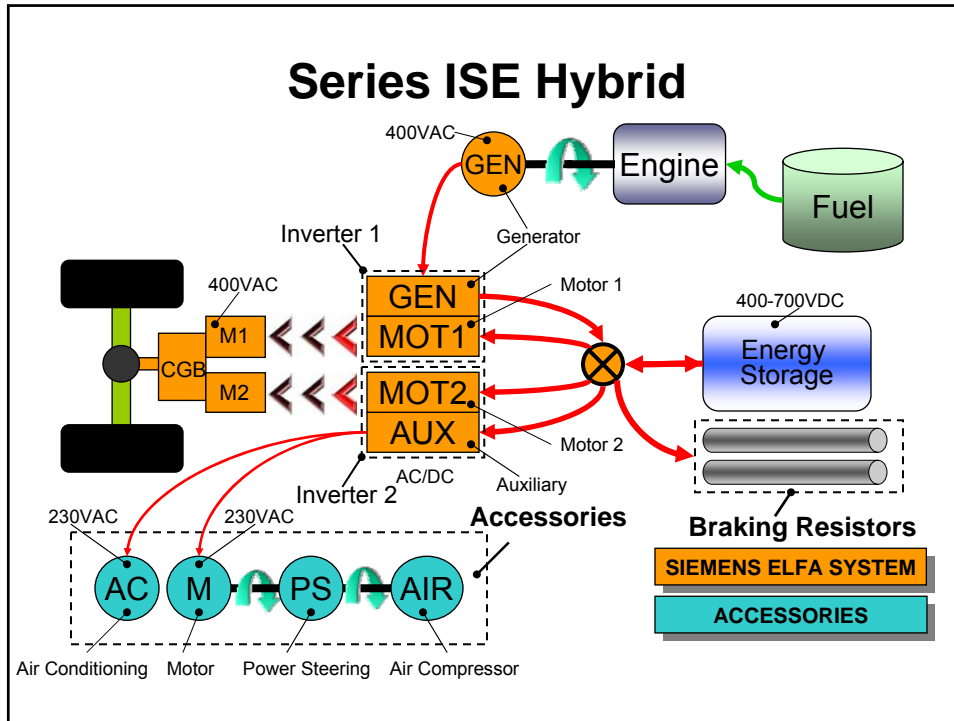 Series ISE Hybrid
400VAC
GEN
Engine
Fuel
Generator
Inverter 1
400VAC
GEN
Motor 1
400-700VDC
M1
MOT1
Energy
Storage
CGB
M2
MOT2
AUX
Motor 2
AC/DC
Auxiliary
Inverter 2
230VAC
230VAC
Accessories
Braking Resistors
SIEMENS ELFA SYSTEM
ACCESSORIES
AC
M
PS
AIR
Air Conditioning
Motor
Power Steering
Air Compressor